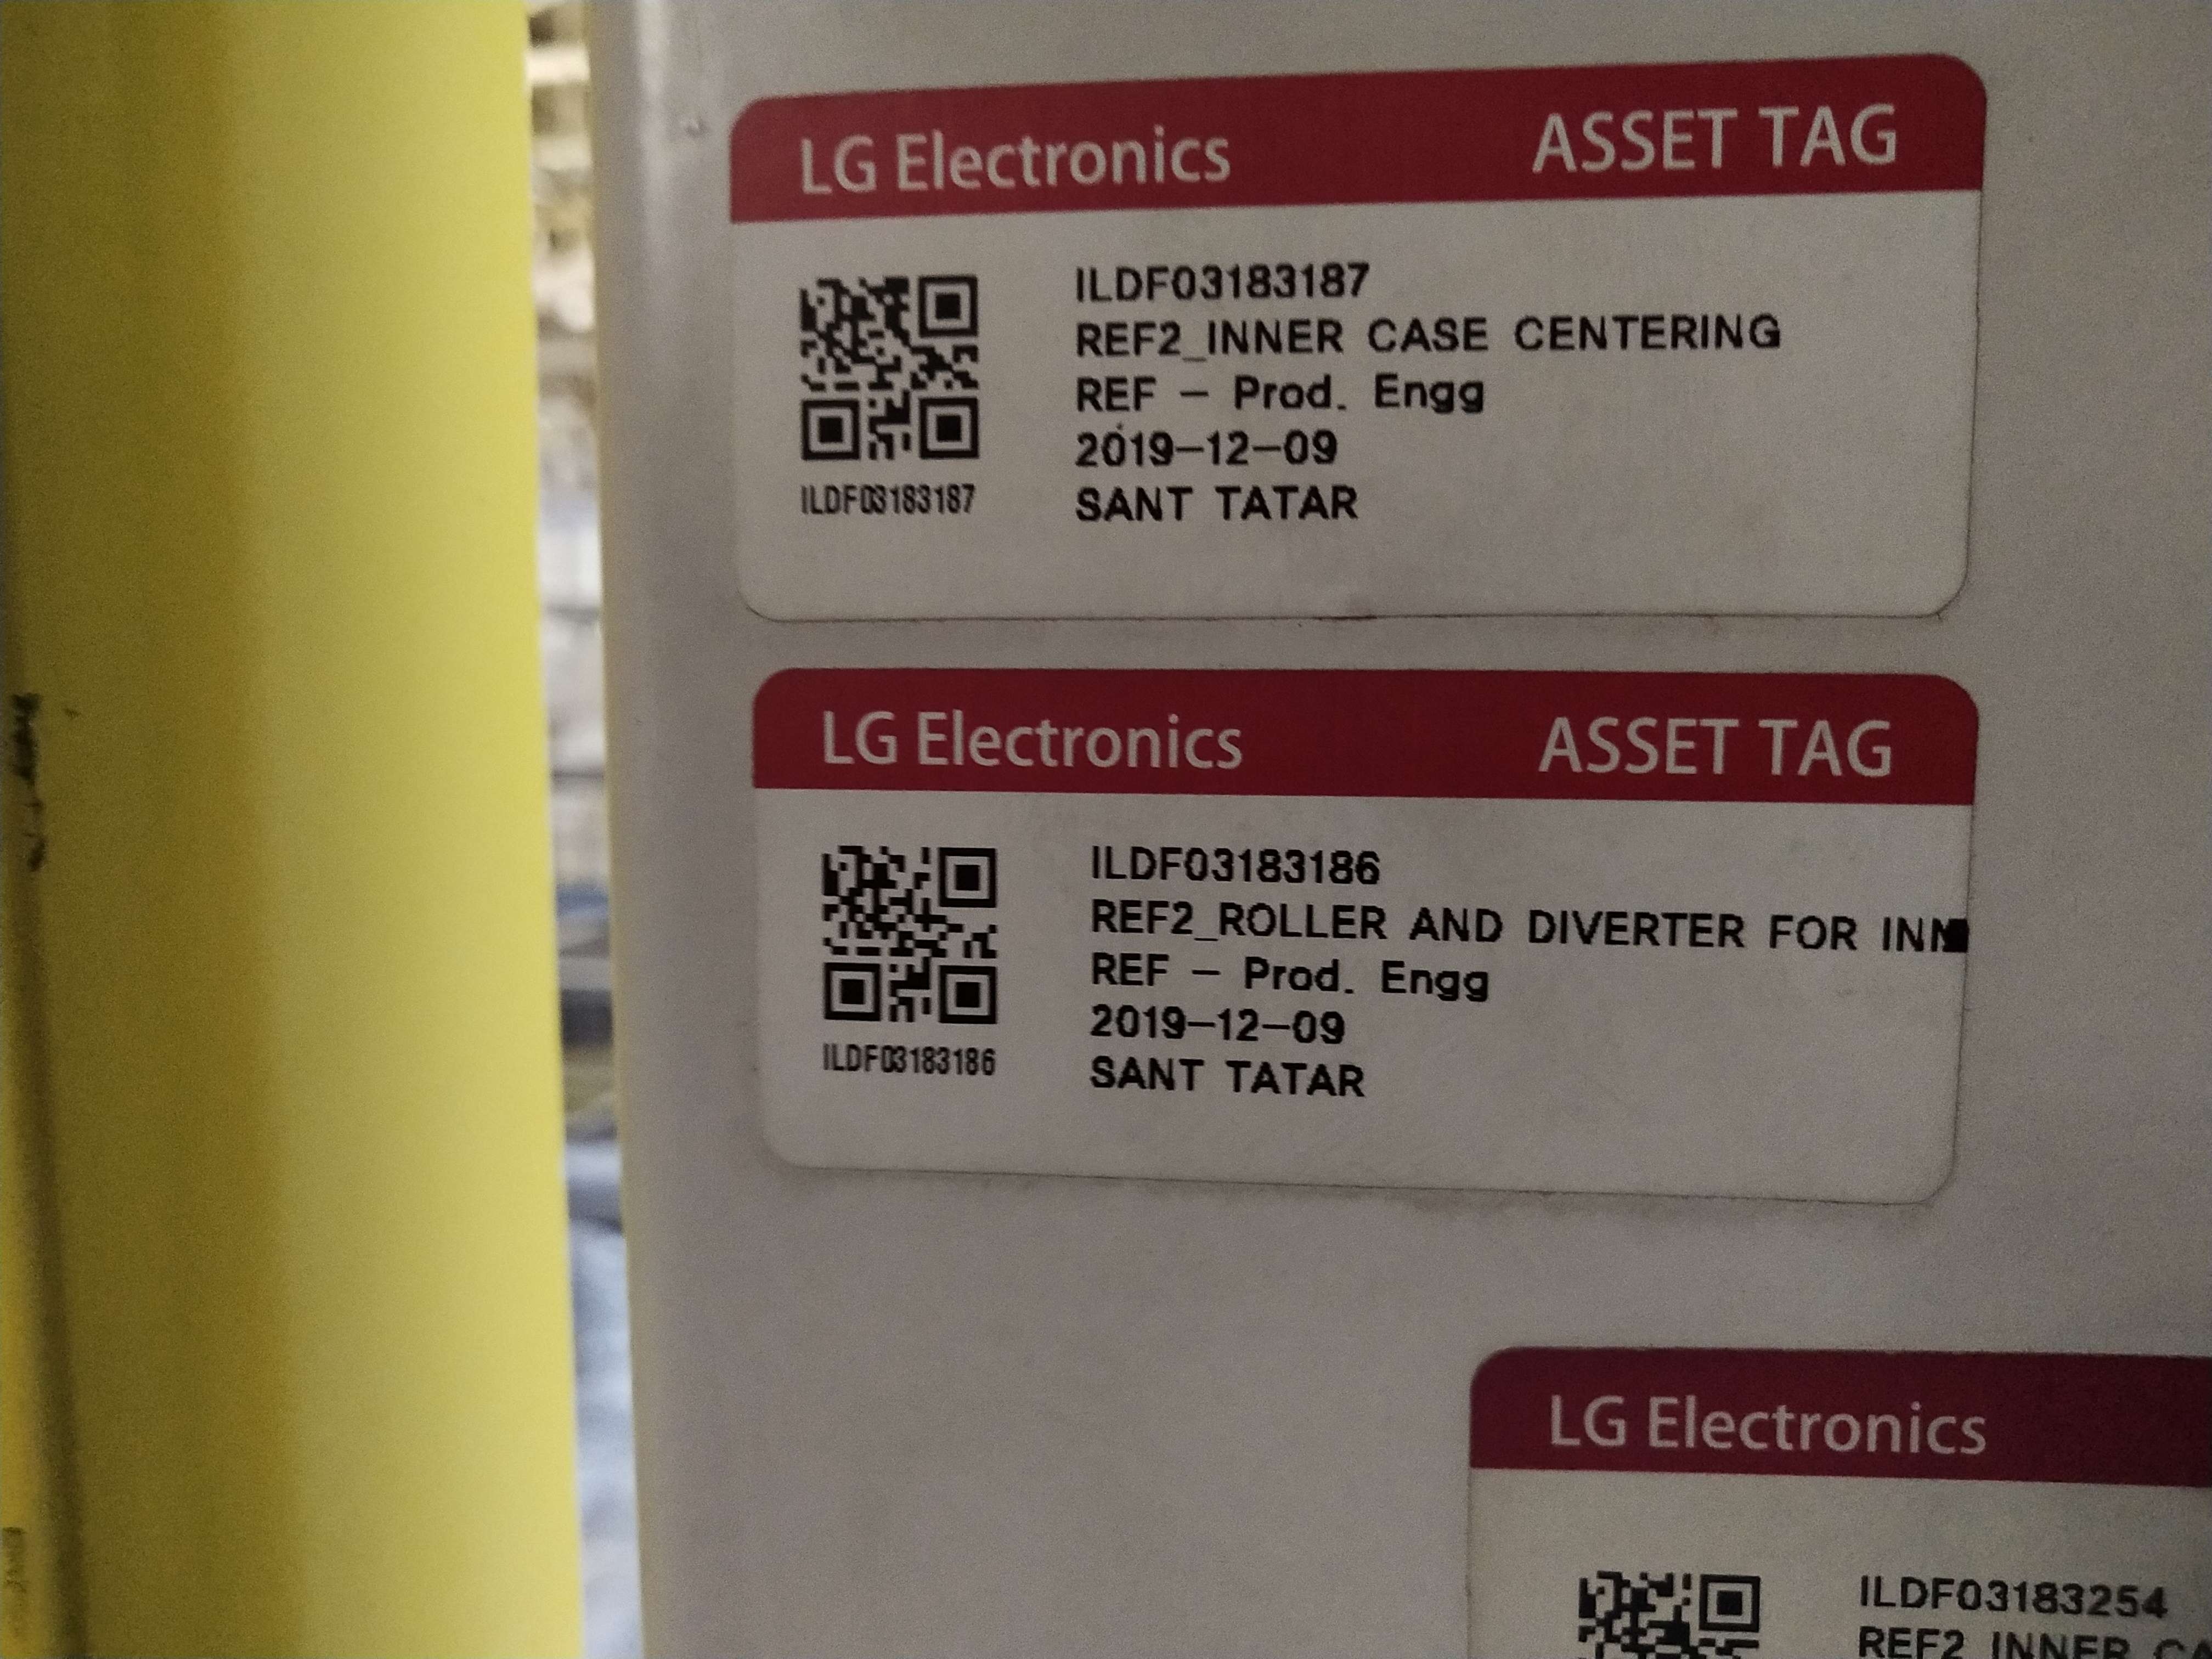 LG Electronics ASSET TAG
ILDF03183187
REF2_INNER CASE CENTERING
REF - Prod. Engg
2019-12-09
SANT TATAR
ILDF03183187
LG Electronics ASSET TAG
ILDF03183186
REF2_ROLLER AND DIVERTER FOR
REF - Prod. Engg
2019-12-09
SANT TATAR
ILDF03183186
LG Electronics
ILDF03183254
REF2 INNER